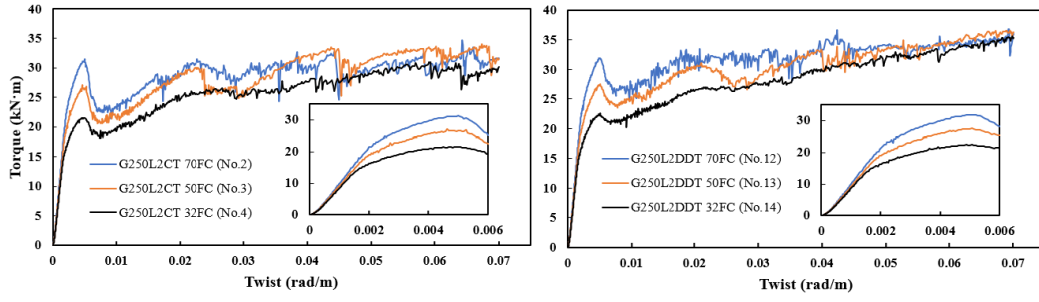 Torque (kN·m)
40
35
30
25
20
15
10
5
0
G250L2CT 70FC (No.2)
G250L2CT 50FC (No.3)
G250L2CT 32FC (No.4)
30
20
10
0
0 0.002 0.004 0.006
0 0.01 0.02 0.03 0.04 0.05 0.06 0.07
Twist (rad/m)
40
35
30
25
20
15
10
5
0
G250L2DDT 70FC (No.12)
G250L2DDT 50FC (No.13)
G250L2DDT 32FC (No.14)
30
20
10
0
0 0.002 0.004 0.006
0 0.01 0.02 0.03 0.04 0.05 0.06 0.07
Twist (rad/m)